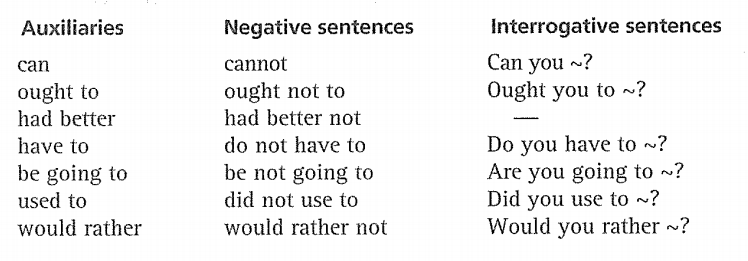 Auxiliaries Negative sentences Interrogative sentences
can cannot Can you ~?
ought to ought not to Ought you to ~?
had better had better not —
have to do not have to Do you have to ~?
be going to be not going to Are you going to ~?
used to did not use to Did you use to ~?
would rather would rather not Would you rather ~?